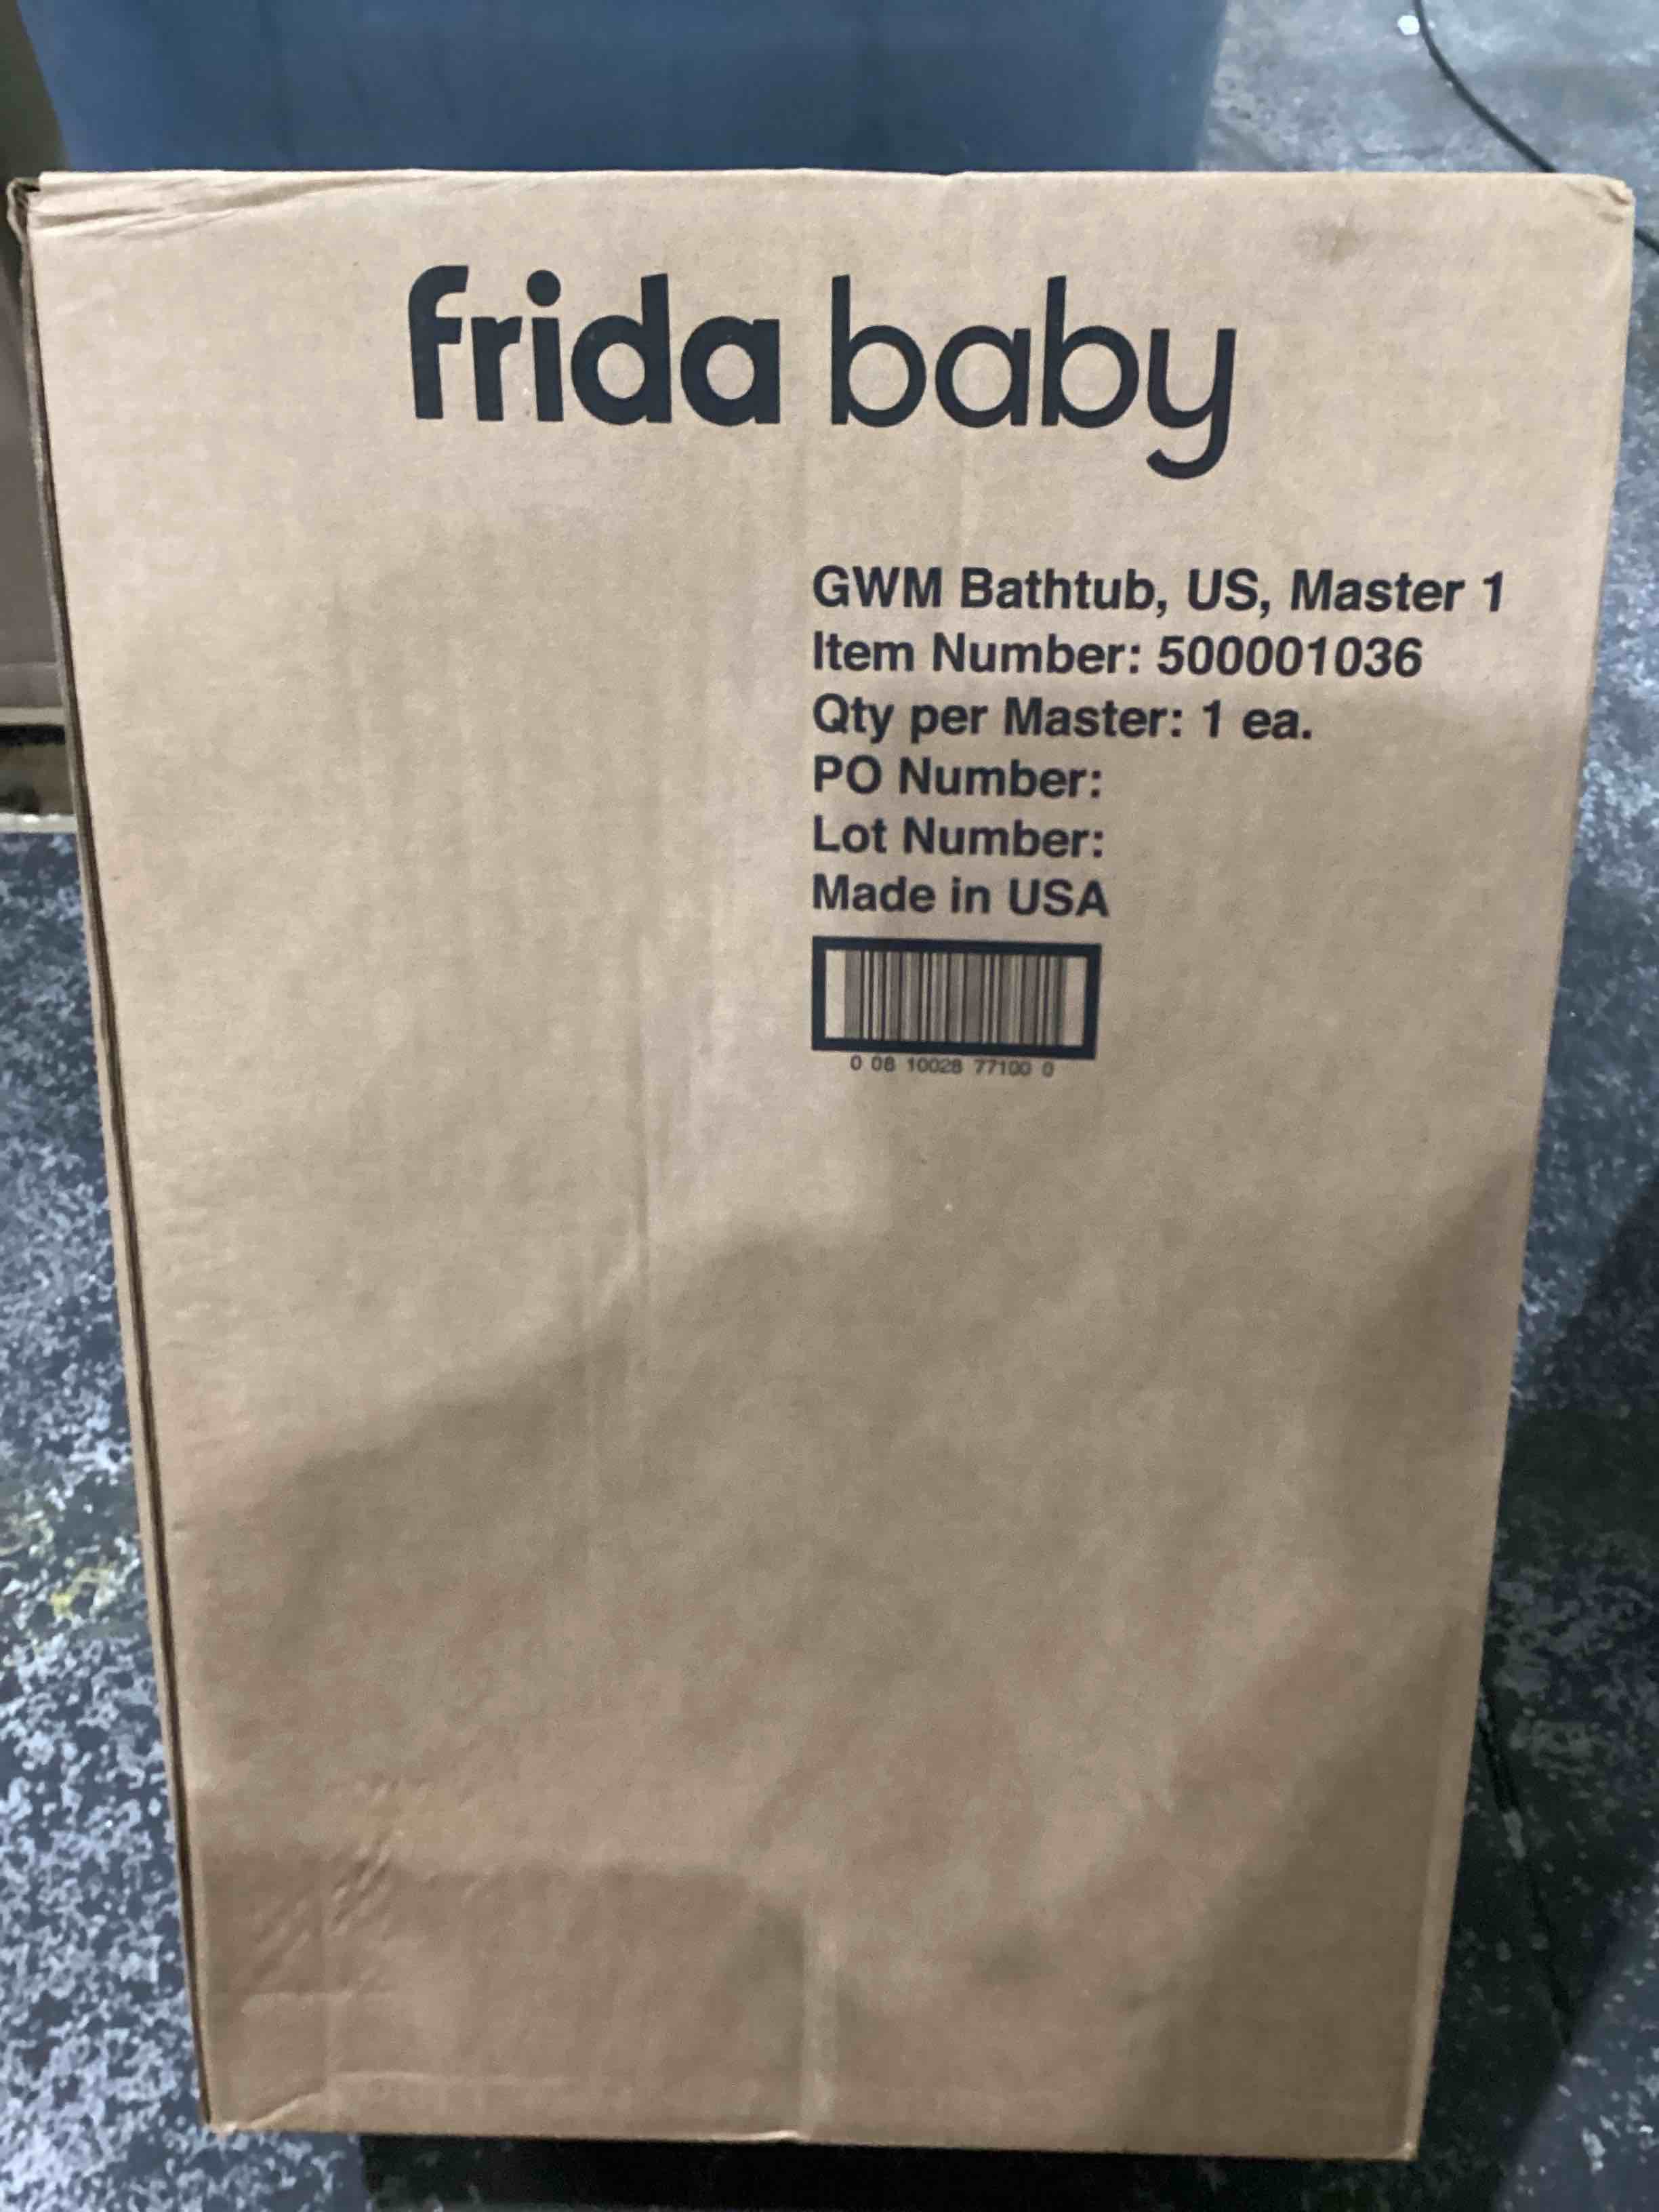 frida baby
GWM Bathtub, US, Master 1
Item Number: 500001036
Qty per Master: 1 ea.
PO Number:
Lot Number:
Made in USA
0 08 10028 77100 0